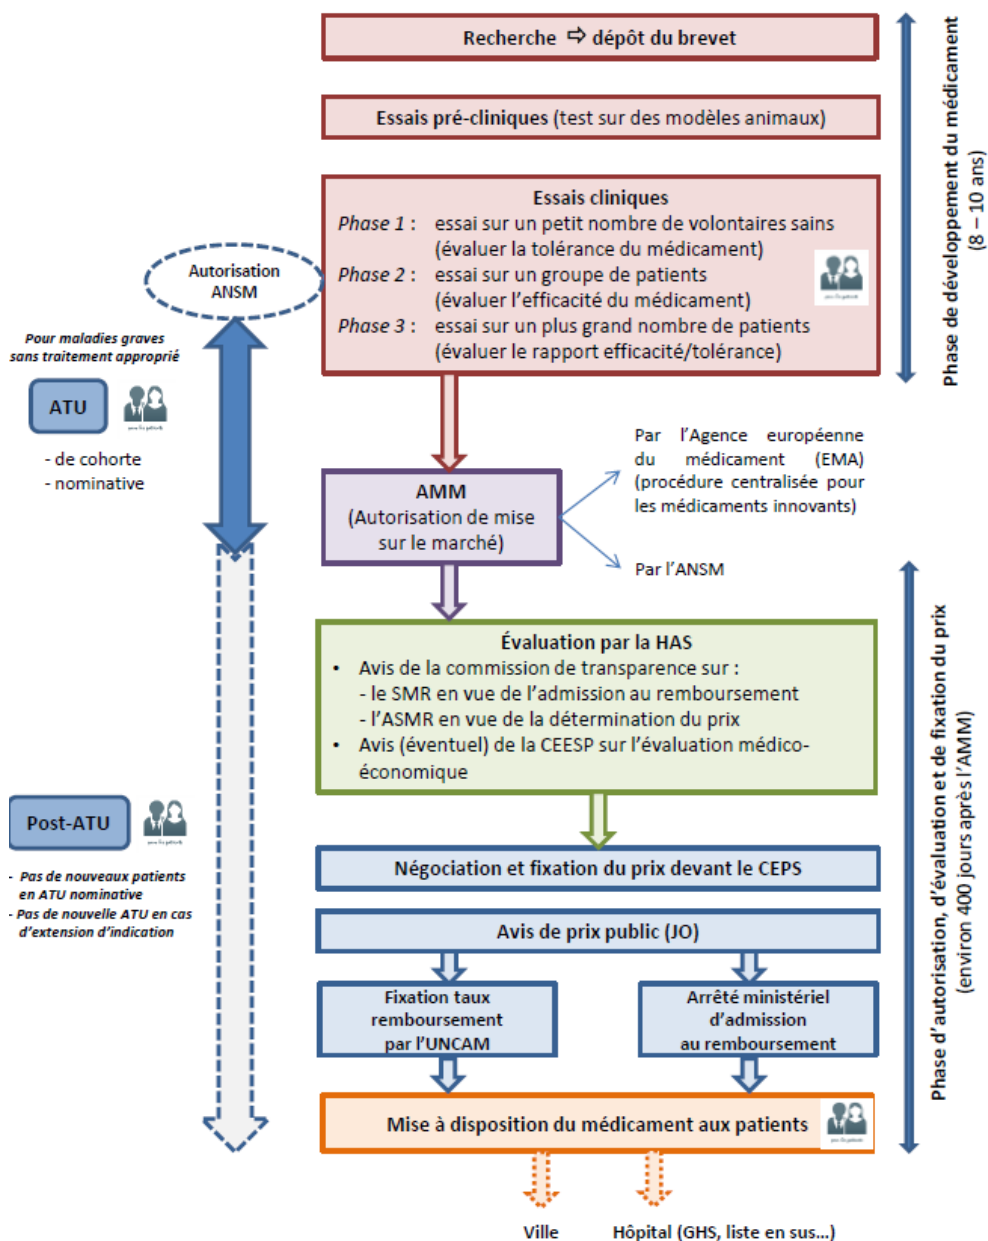 Recherche ⇨ dépôt du brevet
Essais pré-cliniques (test sur des modèles animaux)
Essais cliniques
Phase 1 : essai sur un petit nombre de volontaires sains
(évaluer la tolérance du médicament)
Phase 2 : essai sur un groupe de patients
(évaluer l’efficacité du médicament)
Phase 3 : essai sur un plus grand nombre de patients
(évaluer le rapport efficacité/tolérance)
Phase de développement du médicament
(8 – 10 ans)
Autorisation
ANSM
Pour maladies graves
sans traitement approprié
ATU
- de cohorte
- nominative
AMM
(Autorisation de mise
sur le marché)
Par l’Agence européenne
du médicament (EMA)
(procédure centralisée pour
les médicaments innovants)
Par l’ANSM
Évaluation par la HAS
• Avis de la commission de transparence sur :
- le SMR en vue de l’admission au remboursement
- l’ASMR en vue de la détermination du prix
• Avis (éventuel) de la CEESP sur l’évaluation médico-
économique
Post-ATU
- Pas de nouveaux patients
en ATU nominative
- Pas de nouvelle ATU en cas
d’extension d’indication
Négociation et fixation du prix devant le CEPS
Avis de prix public (JO)
Fixation taux
remboursement
par l’UNCAM
Arrêté ministériel
d’admission
au remboursement
Mise à disposition du médicament aux patients
Phase d’autorisation, d’évaluation et de fixation du prix
(environ 400 jours après l’AMM)
Ville
Hôpital (GHS, liste en sus…)